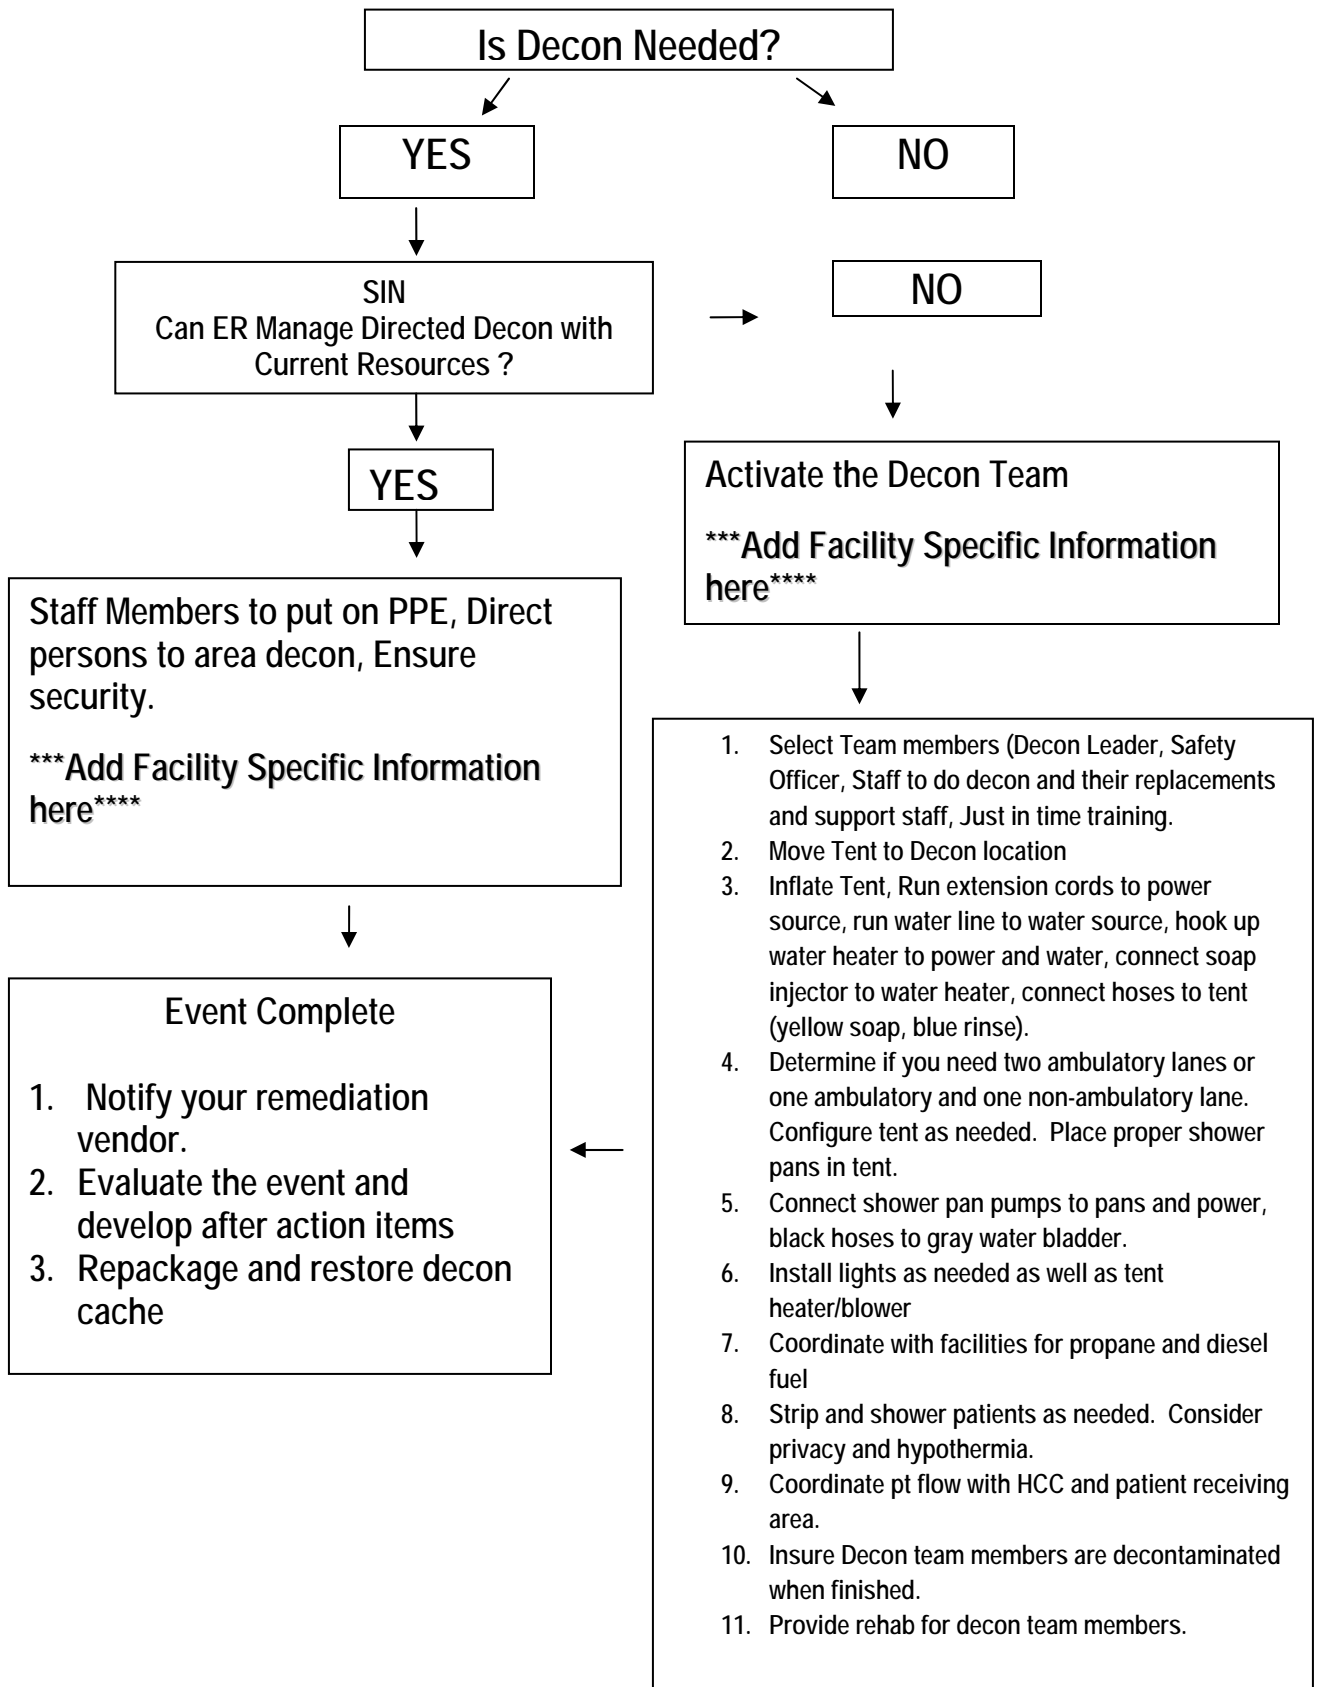 Is Decon Needed?
YES
NO
SIN
Can ER Manage Directed Decon with
Current Resources ?
NO
YES
Activate the Decon Team
***Add Facility Specific Information
here****
Staff Members to put on PPE, Direct
persons to area decon, Ensure
security.
***Add Facility Specific Information
here****
1. Select Team members (Decon Leader, Safety
Officer, Staff to do decon and their replacements
and support staff, Just in time training.
2. Move Tent to Decon location
3. Inflate Tent, Run extension cords to power
source, run water line to water source, hook up
water heater to power and water, connect soap
injector to water heater, connect hoses to tent
(yellow soap, blue rinse).
4. Determine if you need two ambulatory lanes or
one ambulatory and one non-ambulatory lane.
Configure tent as needed.  Place proper shower
pans in tent.
5. Connect shower pan pumps to pans and power,
black hoses to gray water bladder.
6. Install lights as needed as well as tent
heater/blower
7. Coordinate with facilities for propane and diesel
fuel
8. Strip and shower patients as needed.  Consider
privacy and hypothermia.
9. Coordinate pt flow with HCC and patient receiving
area.
10. Insure Decon team members are decontaminated
when finished.
11. Provide rehab for decon team members.
Event Complete
1. Notify your remediation
vendor.
2. Evaluate the event and
develop after action items
3. Repackage and restore decon
cache